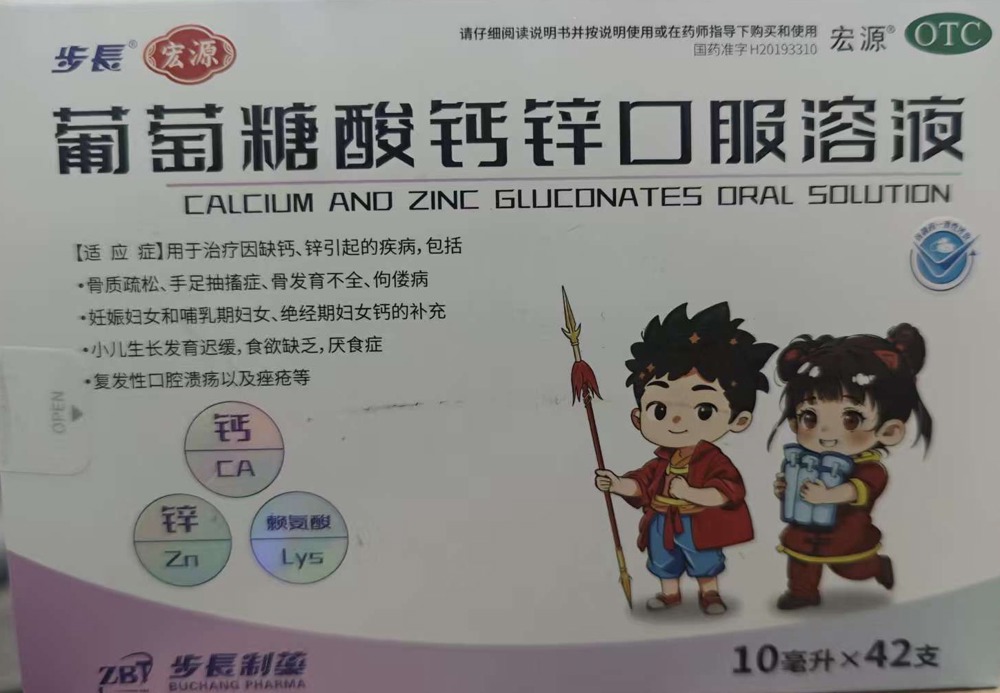 请仔细阅读说明书并按说明使用或在药师指导下购买和使用
国药准字H20193310
宏源®
OTC
步長®
宏源
葡萄糖酸钙锌口服溶液
CALCIUM AND ZINC GLUCONATES ORAL SOLUTION
【适 应 症】用于治疗因缺钙、锌引起的疾病,包括
•骨质疏松、手足抽搐症、骨发育不全、佝偻病
•妊娠妇女和哺乳期妇女、绝经期妇女钙的补充
•小儿生长发育迟缓,食欲缺乏,厌食症
•复发性口腔溃疡以及痤疮等
OPEN
钙
CA
锌
Zn
赖氨酸
Lys
ZBT
步長制药
BUCHANG PHARMA
10毫升×42支